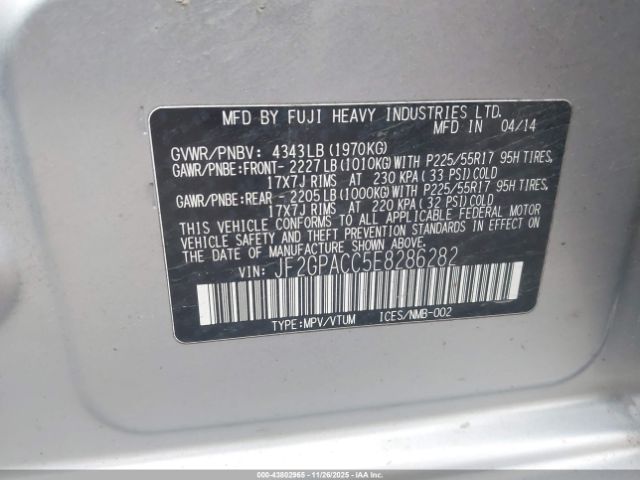 MFD BY FUJI HEAVY INDUSTRIES LTD.
MFD IN 04/14
GVWR/PNBV: 4343LB (1970KG)
GAWR/PNBE:FRONT- 2227LB(1010KG)WITH P225/55R17 95H TIRES,
17X7J RIMS AT 230 KPA(33 PSI)COLD
GAWR/PNBE:REAR - 2205LB(1000KG)WITH P225/55R17 95H TIRES,
17X7J RIMS AT 220 KPA(32 PSI)COLD
THIS VEHICLE CONFORMS TO ALL APPLICABLE FEDERAL MOTOR
VEHICLE SAFETY AND THEFT PREVENTION STANDARDS IN EFFECT ON
THE DATE OF MANUFACTURE SHOWN ABOVE.
VIN: JF2GPACC5E8286282
TYPE:MPV/VTUM ICES/NMB-002
000-43802965 - 11/26/2025 - IAAI.COM